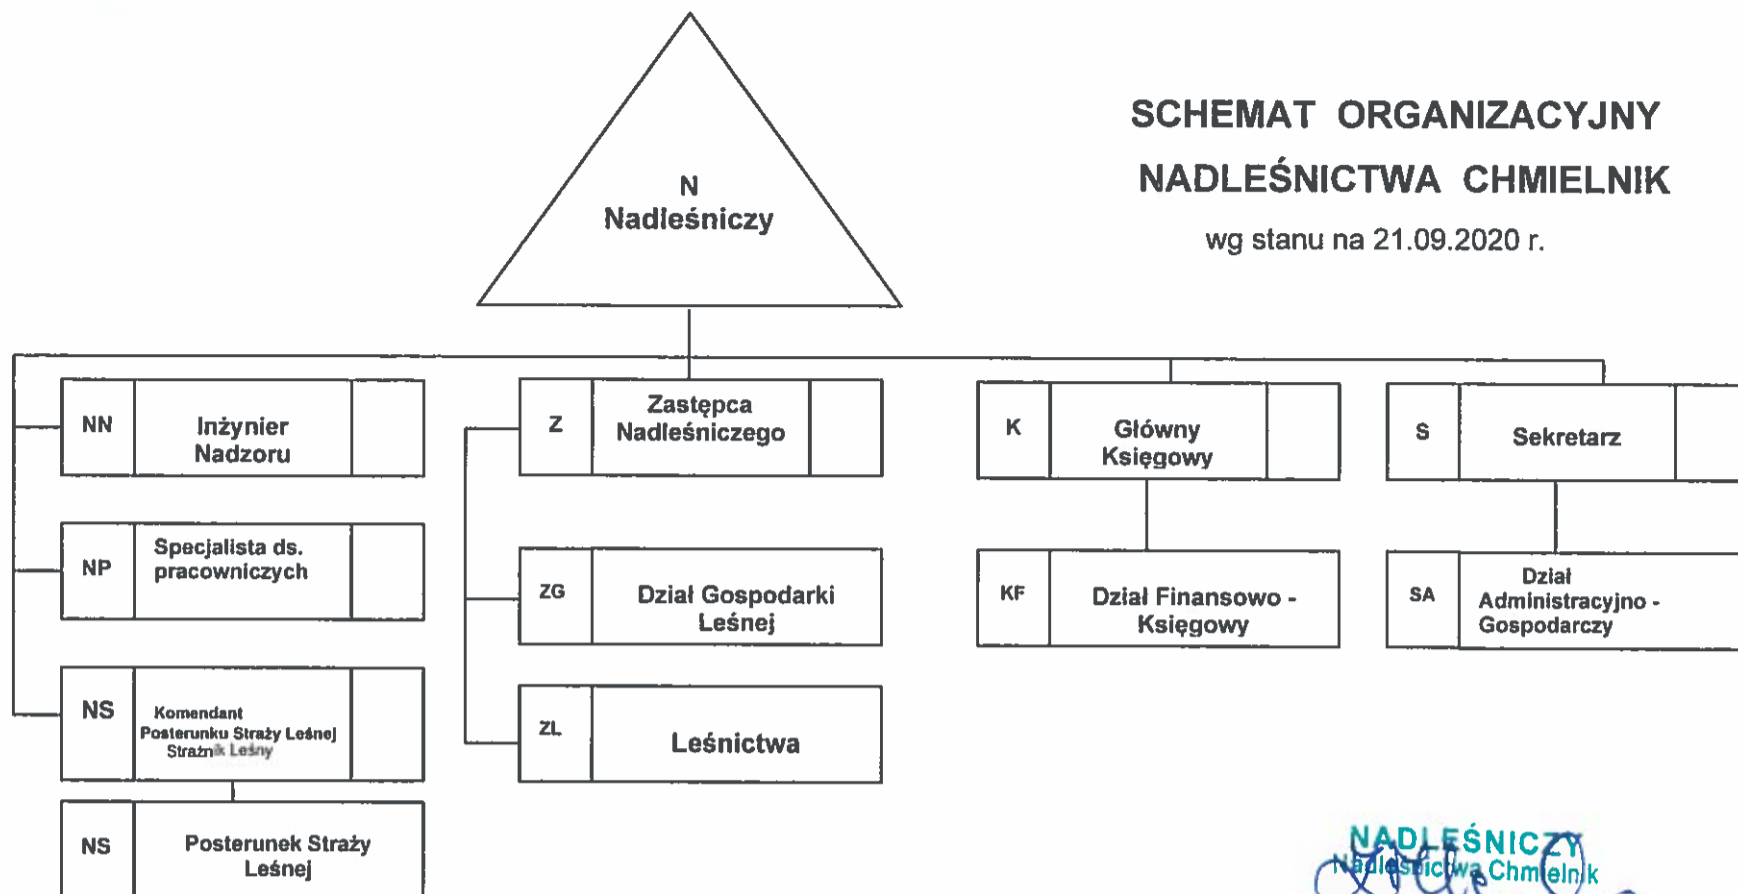 SCHEMAT ORGANIZACYJNY
NADLEŚNICTWA CHMIELNIK
wg stanu na 21.09.2020 r.
N
Nadleśniczy
NN
Inżynier
Nadzoru
Z
Zastępca
Nadleśniczego
K
Główny
Księgowy
S
Sekretarz
NP
Specjalista ds.
pracowniczych
ZG
Dział Gospodarki
Leśnej
KF
Dział Finansowo -
Księgowy
SA
Dział
Administracyjno -
Gospodarczy
NS
Komendant
Posterunku Straży Leśnej
Strażnik Leśny
ZL
Leśnictwa
NS
Posterunek Straży
Leśnej
NADLEŚNICZY
Nadleśnictwa Chmielnik